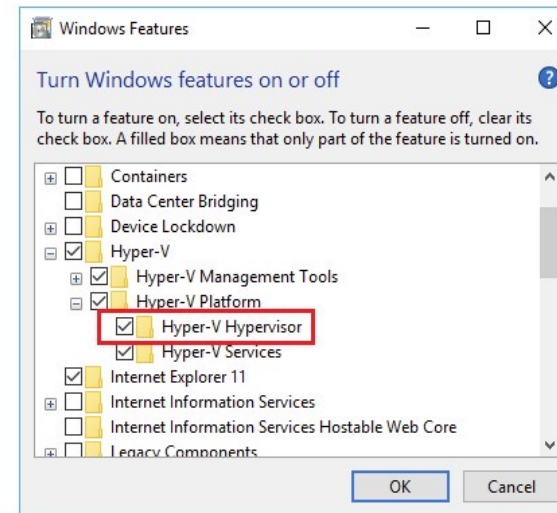 Windows Features
Turn Windows features on or off
To turn a feature on, select its check box. To turn a feature off, clear its
check box. A filled box means that only part of the feature is turned on.
Containers
Data Center Bridging
Device Lockdown
Hyper-V
Hyper-V Management Tools
Hyper-V Platform
Hyper-V Hypervisor
Hyper-V Services
Internet Explorer 11
Internet Information Services
Internet Information Services Hostable Web Core
Legacy Components
OK Cancel